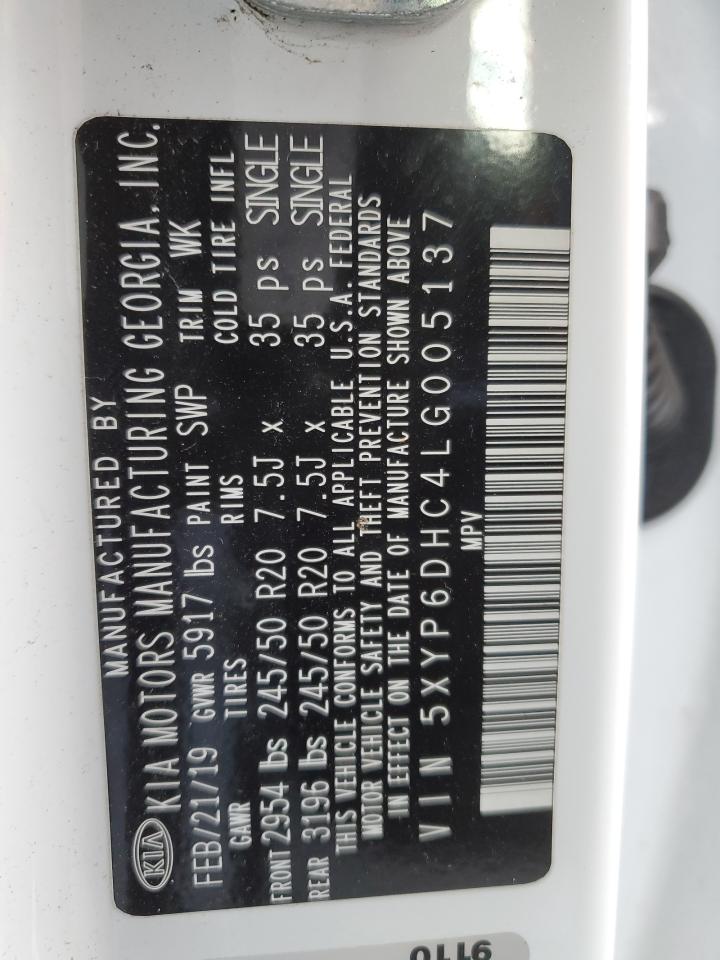 MANUFACTURED BY
KIA KIA MOTORS MANUFACTURING GEORGIA, INC.
FEB/21/19 GVWR 5917 lbs PAINT SWP TRIM WK
GAWR TIRES RIMS COLD TIRE INFL
FRONT 2954 lbs 245/50 R20 7.5J x 35 ps SINGLE
REAR 3196 lbs 245/50 R20 7.5J x 35 ps SINGLE
THIS VEHICLE CONFORMS TO ALL APPLICABLE U.S.A. FEDERAL
MOTOR VEHICLE SAFETY AND THEFT PREVENTION STANDARDS
IN EFFECT ON THE DATE OF MANUFACTURE SHOWN ABOVE
VIN 5XYP6DHC4LG005137
MPV
9110